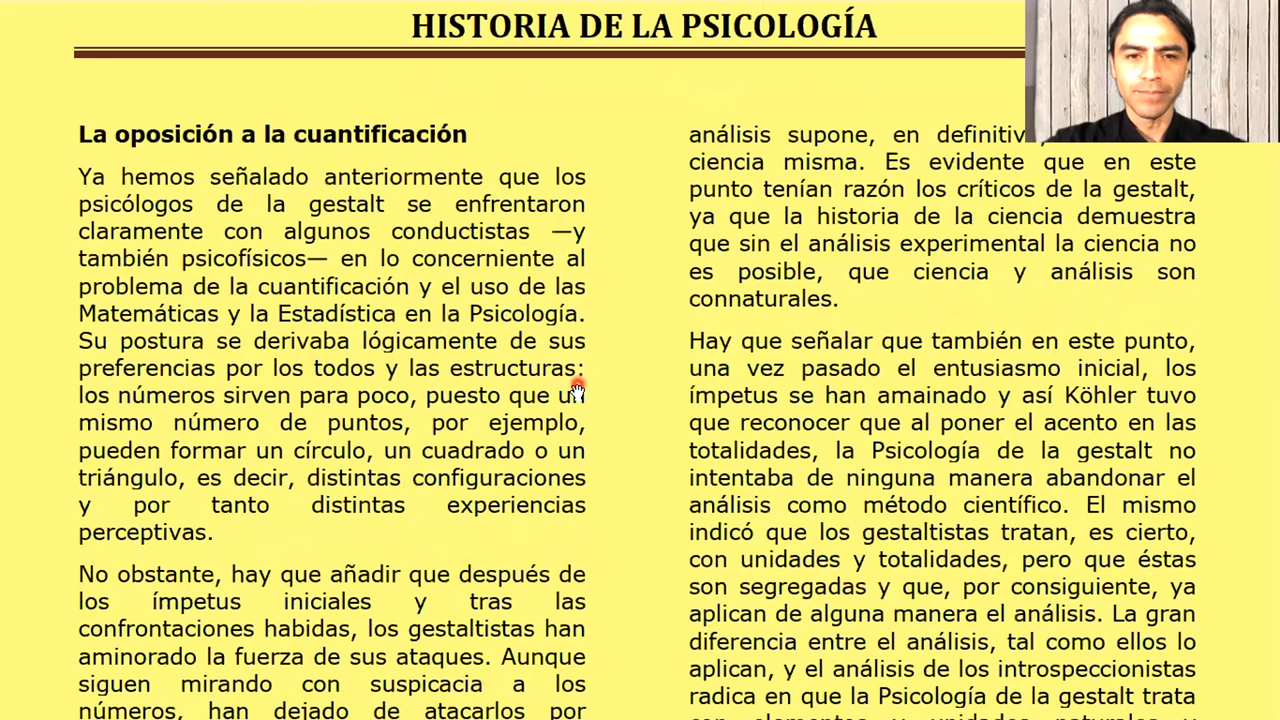 HISTORIA DE LA PSICOLOGÍA
La oposición a la cuantificación
Ya hemos señalado anteriormente que los
psicólogos de la gestalt se enfrentaron
claramente con algunos conductistas —y
también psicofísicos— en lo concerniente al
problema de la cuantificación y el uso de las
Matemáticas y la Estadística en la Psicología.
Su postura se derivaba lógicamente de sus
preferencias por los todos y las estructuras:
los números sirven para poco, puesto que un
mismo número de puntos, por ejemplo,
pueden formar un círculo, un cuadrado o un
triángulo, es decir, distintas configuraciones
y por tanto distintas experiencias
perceptivas.
No obstante, hay que añadir que después de
los ímpetus iniciales y tras las
confrontaciones habidas, los gestaltistas han
aminorado la fuerza de sus ataques. Aunque
siguen mirando con suspicacia a los
números, han dejado de atacarlos por
análisis supone, en
ciencia misma. Es evidente que en este
punto tenían razón los críticos de la gestalt,
ya que la historia de la ciencia demuestra
que sin el análisis experimental la ciencia no
es posible, que ciencia y análisis son
connaturales.
Hay que señalar que también en este punto,
una vez pasado el entusiasmo inicial, los
ímpetus se han amainado y así Köhler tuvo
que reconocer que al poner el acento en las
totalidades, la Psicología de la gestalt no
intentaba de ninguna manera abandonar el
análisis como método científico. El mismo
indicó que los gestaltistas tratan, es cierto,
con unidades y totalidades, pero que éstas
son segregadas y que, por consiguiente, ya
aplican de alguna manera el análisis. La gran
diferencia entre el análisis, tal como ellos lo
aplican, y el análisis de los introspeccionistas
radica en que la Psicología de la gestalt trata